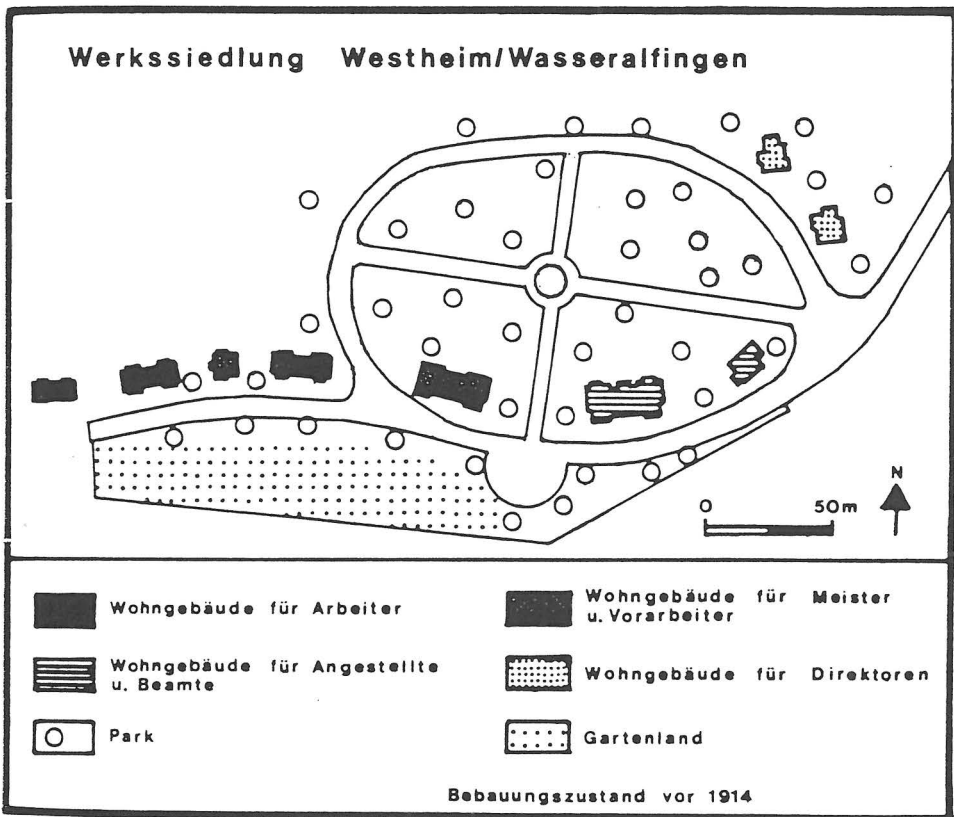 Werkssiedlung Westheim/Wasseralfingen
N
0 50m
Wohngebäude für Arbeiter
Wohngebäude für Meister
u. Vorarbeiter
Wohngebäude für Angestellte
u. Beamte
Wohngebäude für Direktoren
Park
Gartenland
Bebauungszustand vor 1914